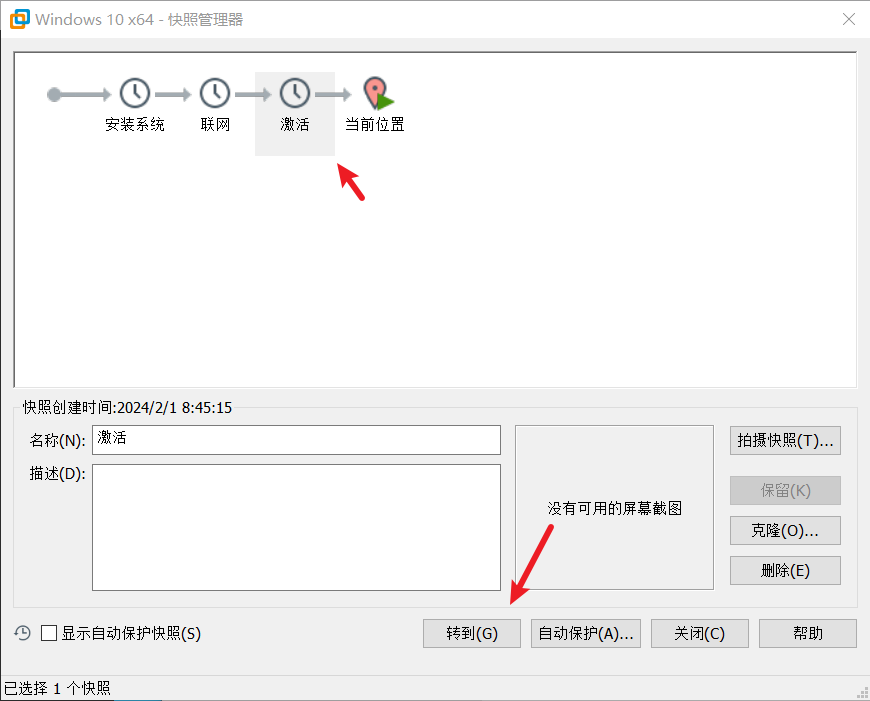 Windows 10 x64 - 快照管理器
安装系统
联网
激活
当前位置
快照创建时间:2024/2/1 8:45:15
名称(N):
激活
拍摄快照(T)...
描述(D):
没有可用的屏幕截图
保留(K)
克隆(O)...
删除(E)
显示自动保护快照(S)
转到(G)
自动保护(A)...
关闭(C)
帮助
已选择 1 个快照